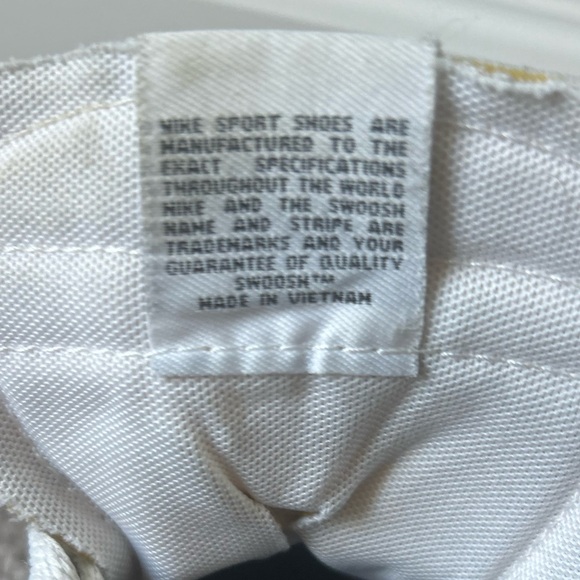 NIKE SPORT SHOES ARE
MANUFACTURED TO THE
EXACT SPECIFICATIONS
THROUGHOUT THE WORLD
NIKE AND THE SWOOSH
NAME AND STRIPE ARE
TRADEMARKS AND YOUR
GUARANTEE OF QUALITY
SWOOSH™
MADE IN VIETNAM